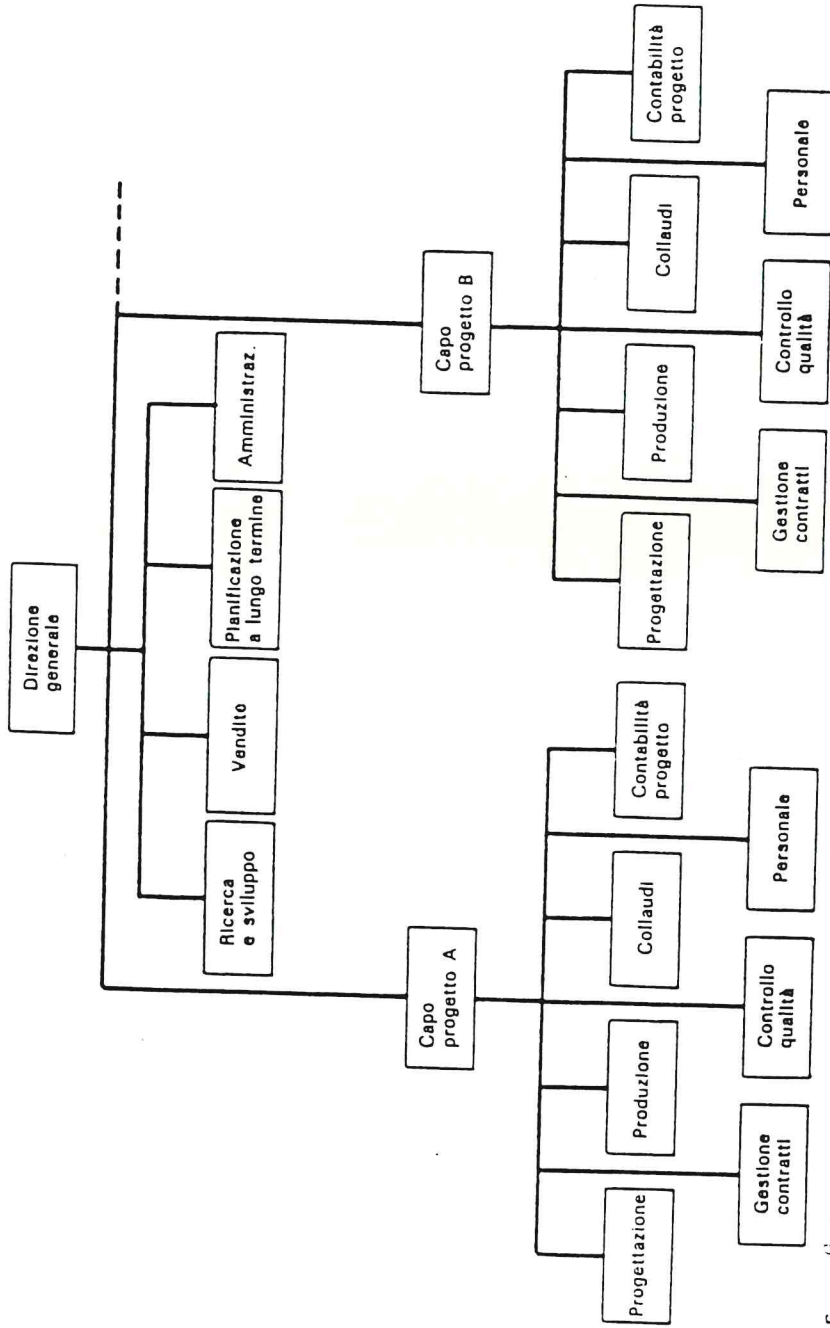 Direzione
generale
Ricerca
e sviluppo
Vendite
Pianificazione
a lungo termine
Amministraz.
Capo
progetto A
Capo
progetto B
Progettazione
Produzione
Collaudi
Contabilità
progetto
Gestione
contratti
Controllo
qualità
Personale
Progettazione
Produzione
Collaudi
Contabilità
progetto
Gestione
contratti
Controllo
qualità
Personale